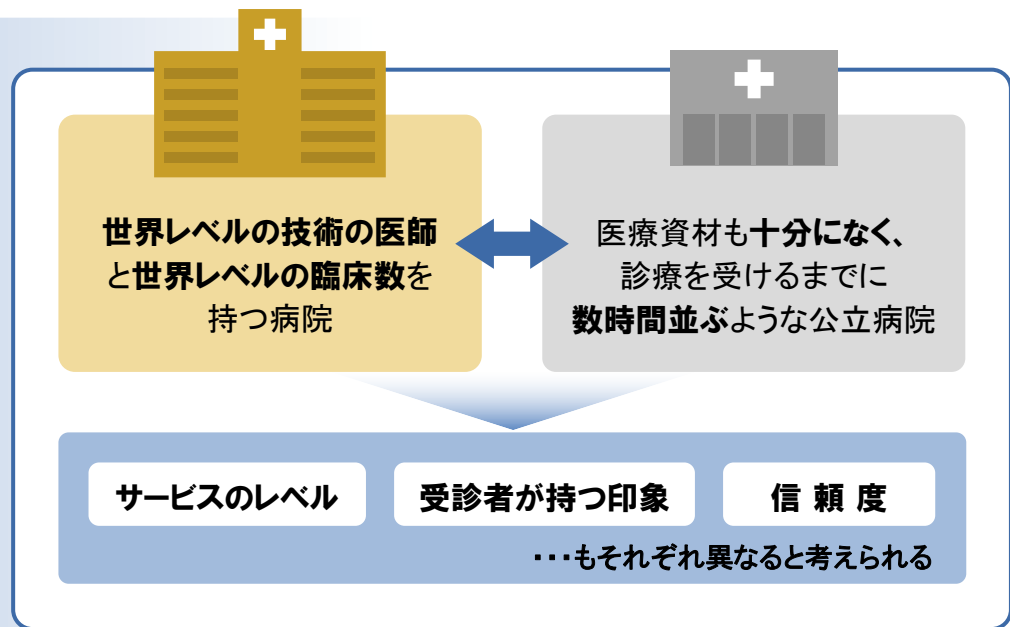 世界レベルの技術の医師
と世界レベルの臨床数を
持つ病院
医療資材も十分になく、
診療を受けるまでに
数時間並ぶような公立病院
サービスのレベル
受診者が持つ印象
信頼度
・・・もそれぞれ異なると考えられる